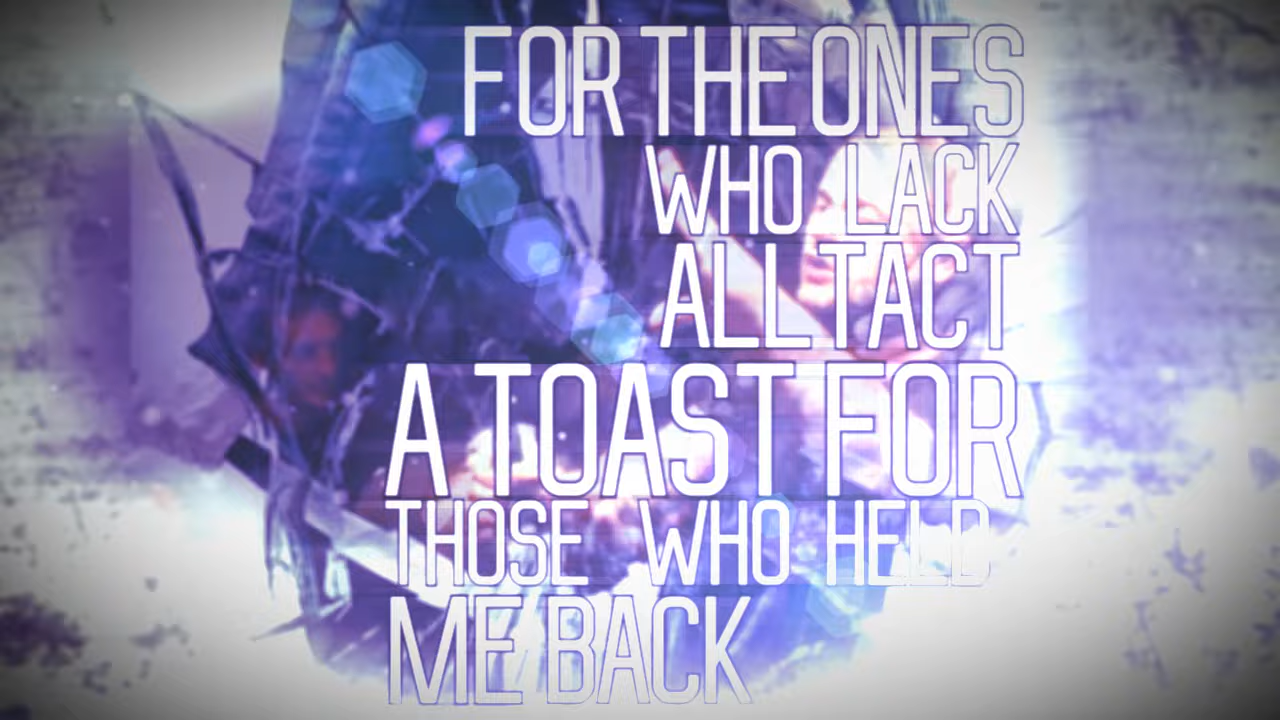 FOR THE ONES
WHO LACK
ALL TACT
A TOAST FOR
THOSE WHO HELD
ME BACK